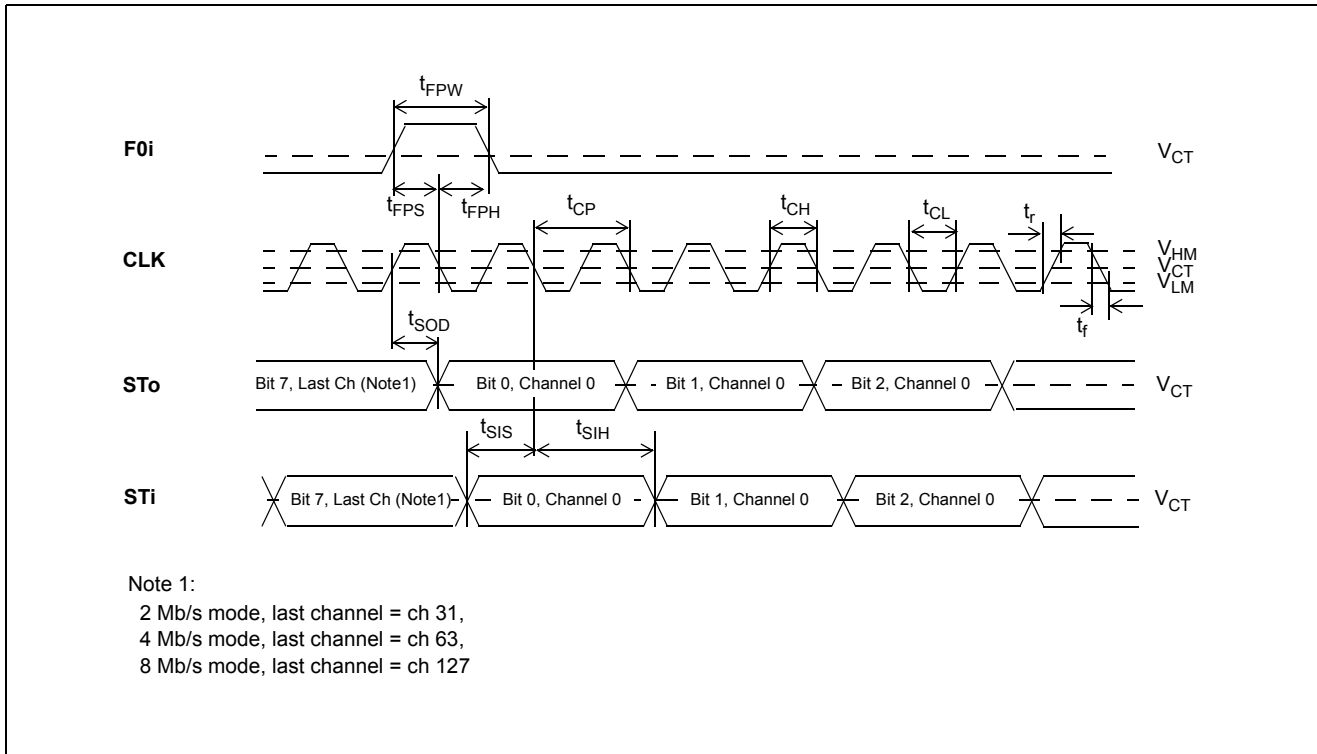 tFPW
F0i
VCT
tFPS
tFPH
tCP
tCH
tCL
tr
CLK
VHM
VCT
VLM
tf
tSOD
STo
Bit 7, Last Ch (Note1)
Bit 0, Channel 0
Bit 1, Channel 0
Bit 2, Channel 0
VCT
tSIS
tSIH
STi
Bit 7, Last Ch (Note1)
Bit 0, Channel 0
Bit 1, Channel 0
Bit 2, Channel 0
VCT
Note 1:
2 Mb/s mode, last channel = ch 31,
4 Mb/s mode, last channel = ch 63,
8 Mb/s mode, last channel = ch 127